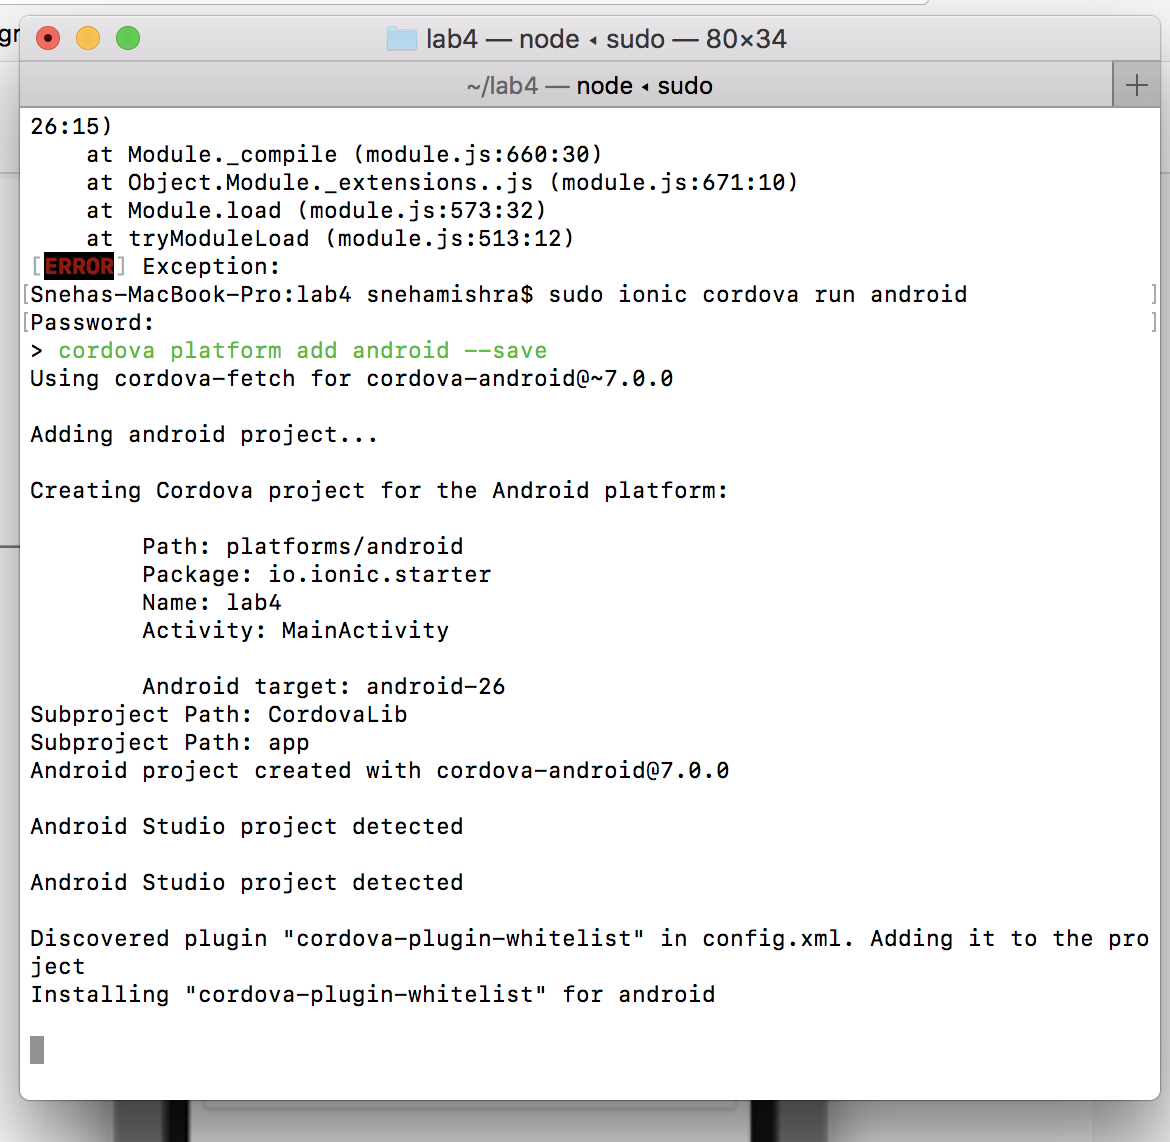 gr
lab4 — node ◂ sudo — 80×34
~/lab4 — node ◂ sudo
26:15)
    at Module._compile (module.js:660:30)
    at Object.Module._extensions..js (module.js:671:10)
    at Module.load (module.js:573:32)
    at tryModuleLoad (module.js:513:12)
[ERROR] Exception:
[Snehas-MacBook-Pro:lab4 snehamishra$ sudo ionic cordova run android ]
[Password: ]
> cordova platform add android --save
Using cordova-fetch for cordova-android@~7.0.0
Adding android project...
Creating Cordova project for the Android platform:
        Path: platforms/android
        Package: io.ionic.starter
        Name: lab4
        Activity: MainActivity
        Android target: android-26
Subproject Path: CordovaLib
Subproject Path: app
Android project created with cordova-android@7.0.0
Android Studio project detected
Android Studio project detected
Discovered plugin "cordova-plugin-whitelist" in config.xml. Adding it to the pro
ject
Installing "cordova-plugin-whitelist" for android